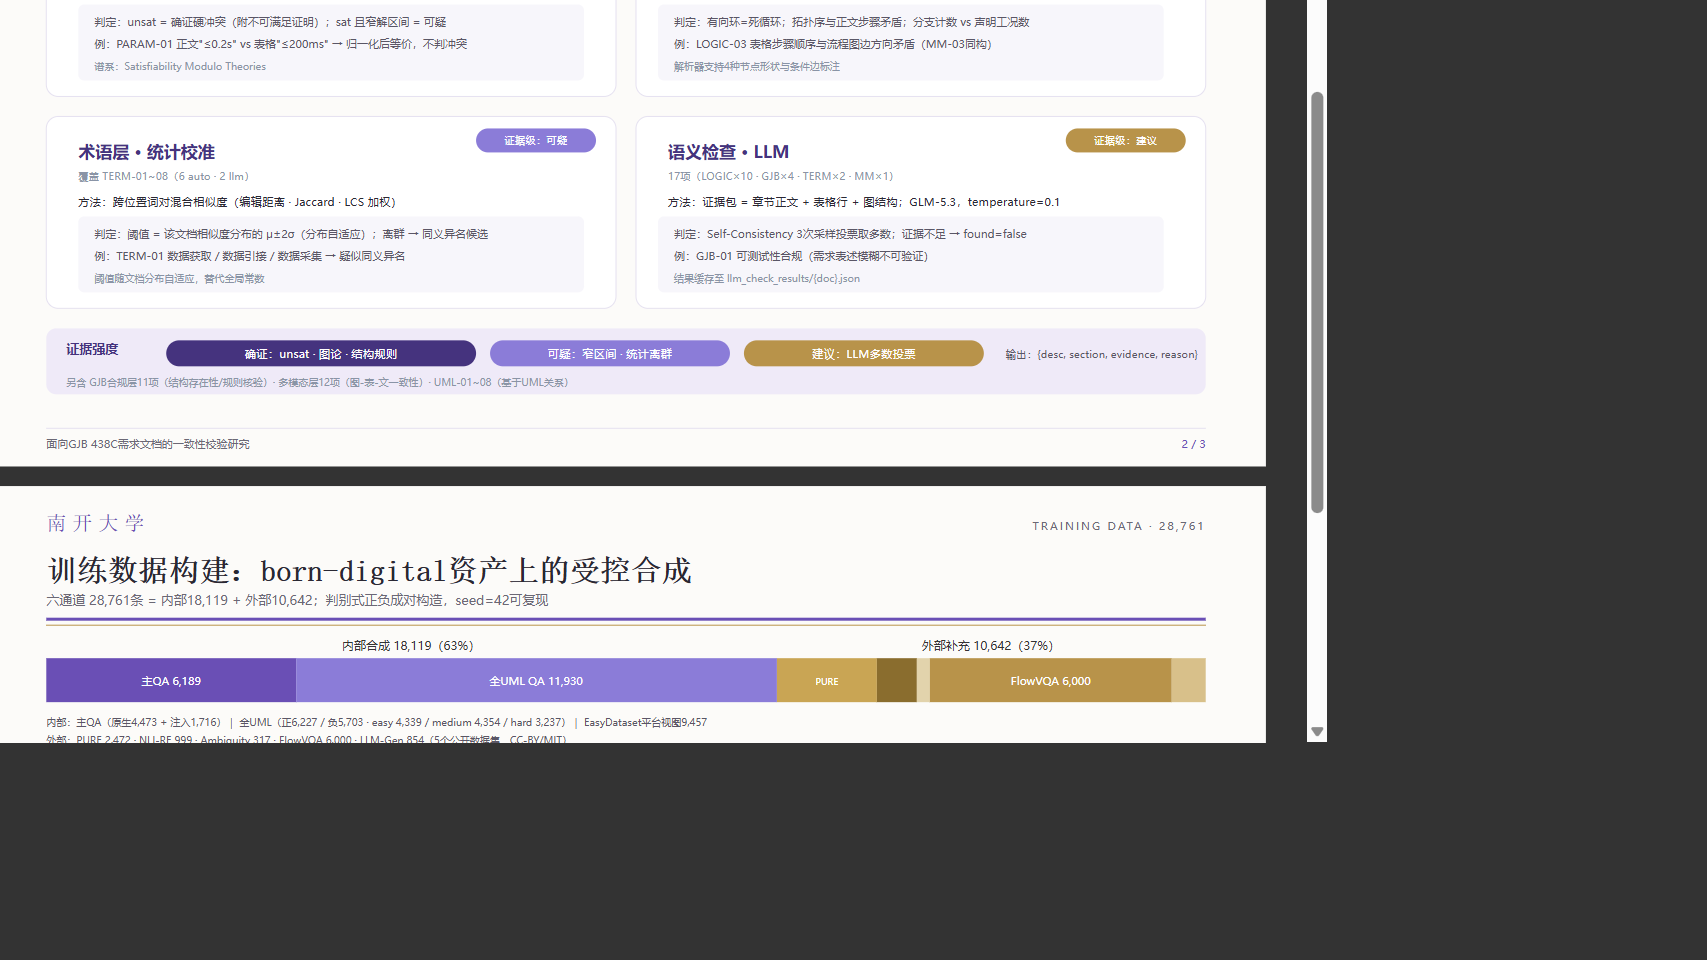 判定：unsat = 确证硬冲突（附不可满足证明）；sat 且窄解区间 = 可疑
例：PARAM-01 正文"≤0.2s" vs 表格"≤200ms" → 归一化后等价，不判冲突
谱系：Satisfiability Modulo Theories
判定：有向环=死循环；拓扑序与正文步骤矛盾；分支计数 vs 声明工况数
例：LOGIC-03 表格步骤顺序与流程图边方向矛盾（MM-03同构）
解析器支持4种节点形状与条件边标注
证据级：可疑
术语层 · 统计校准
覆盖 TERM-01~08（6 auto · 2 llm）
方法：跨位置词对混合相似度（编辑距离 · Jaccard · LCS 加权）
判定：阈值 = 该文档相似度分布的 μ±2σ（分布自适应）；离群 → 同义异名候选
例：TERM-01 数据获取 / 数据引接 / 数据采集 → 疑似同义异名
阈值随文档分布自适应，替代全局常数
证据级：建议
语义检查 · LLM
17项（LOGIC×10 · GJB×4 · TERM×2 · MM×1）
方法：证据包 = 章节正文 + 表格行 + 图结构；GLM-5.3，temperature=0.1
判定：Self-Consistency 3次采样投票取多数；证据不足 → found=false
例：GJB-01 可测试性合规（需求表述模糊不可验证）
结果缓存至 llm_check_results/{doc}.json
证据强度
确证：unsat · 图论 · 结构规则
可疑：窄区间 · 统计离群
建议：LLM多数投票
输出：{desc, section, evidence, reason}
另含 GJB合规层11项（结构存在性/规则核验）· 多模态层12项（图-表-文一致性）· UML-01~08（基于UML关系）
面向GJB 438C需求文档的一致性校验研究
2 / 3
南开大学
TRAINING DATA · 28,761
训练数据构建：born-digital资产上的受控合成
六通道 28,761条 = 内部18,119 + 外部10,642；判别式正负成对构造，seed=42可复现
内部合成 18,119（63%）
外部补充 10,642（37%）
主QA 6,189
全UML QA 11,930
PURE
FlowVQA 6,000
内部：主QA（原生4,473 + 注入1,716） | 全UML（正6,227 / 负5,703 · easy 4,339 / medium 4,354 / hard 3,237） | EasyDataset平台视图9,457
外部：PURE 2,472 · NLI-RE 999 · Ambiguity 317 · FlowVQA 6,000 · LLM-Gen 854（5个公开数据集，CC-BY/MIT）